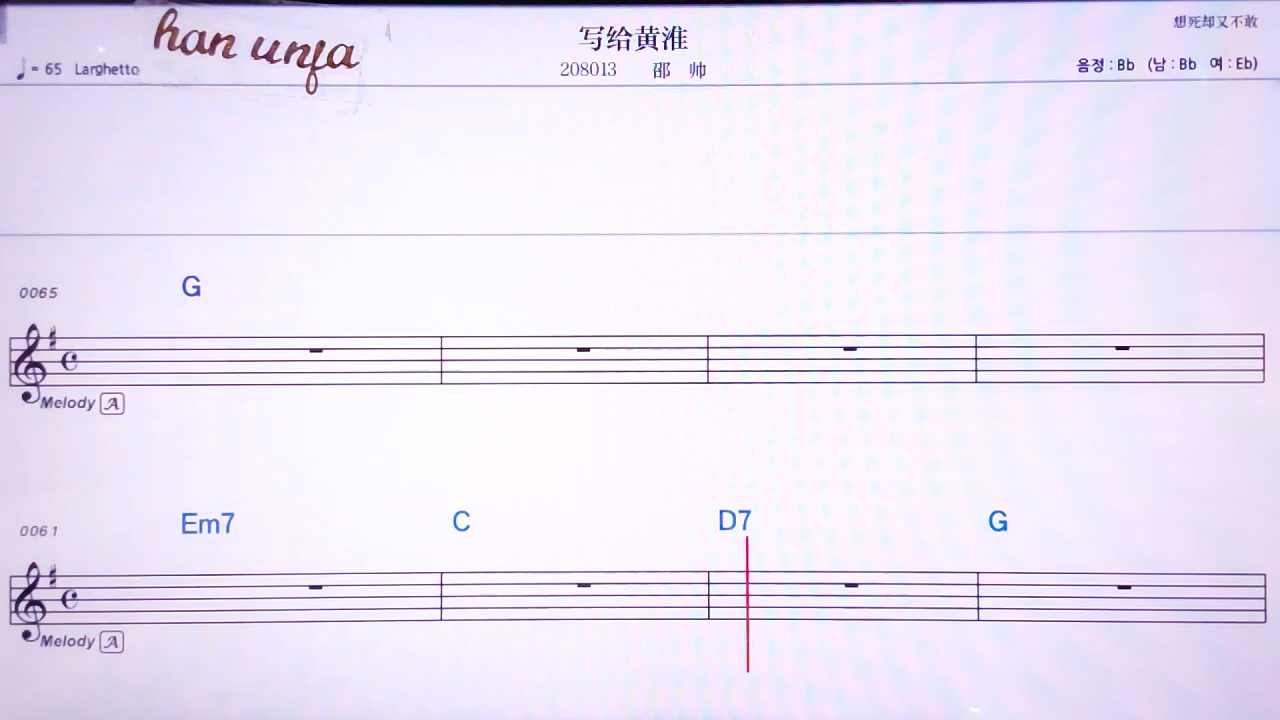 han unja
写给黄淮
想死却又不敢
♩= 65 Larghetto
208013 邵 帅
음정 : Bb (남 : Bb 여 : Eb)
G
0065
Melody A
Em7 C D7 G
0061
Melody A